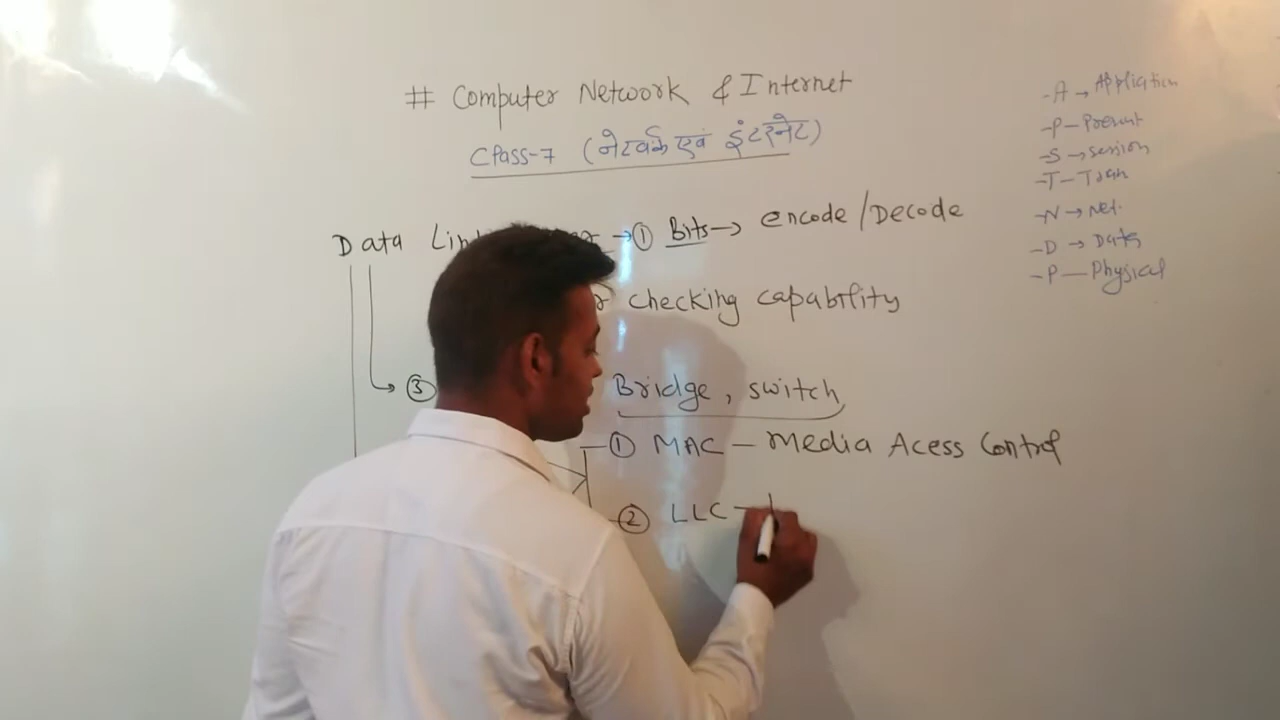 # Computer Network & Internet
Class-7 (नेटवर्क एवं इंटरनेट)
Data → ① Bits → encode/Decode
checking capability
③ Bridge, switch
① MAC – Media Acess Control
② LLC –
-A → Application
-P – Present
-S → session
-T – Tran
-N → Net.
-D → Data
-P – Physical